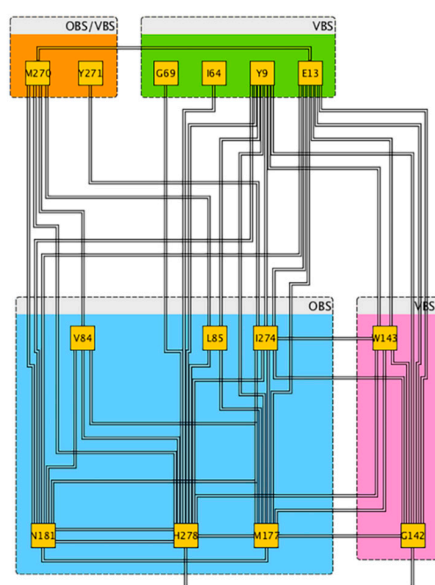 OBS/VBS
VBS
M270
Y271
G69
I64
Y9
E13
OBS
VBS
V84
L85
I274
W143
N181
H278
M177
G142